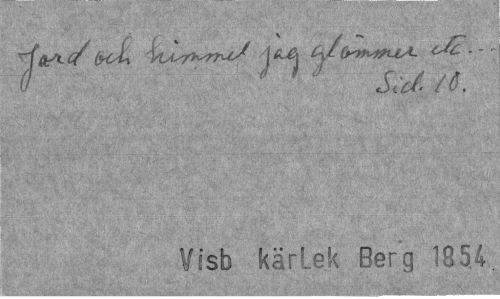 Jord och himmel jag glömmer etc...
Sid. 10.
Visb kärlek Berg 1854